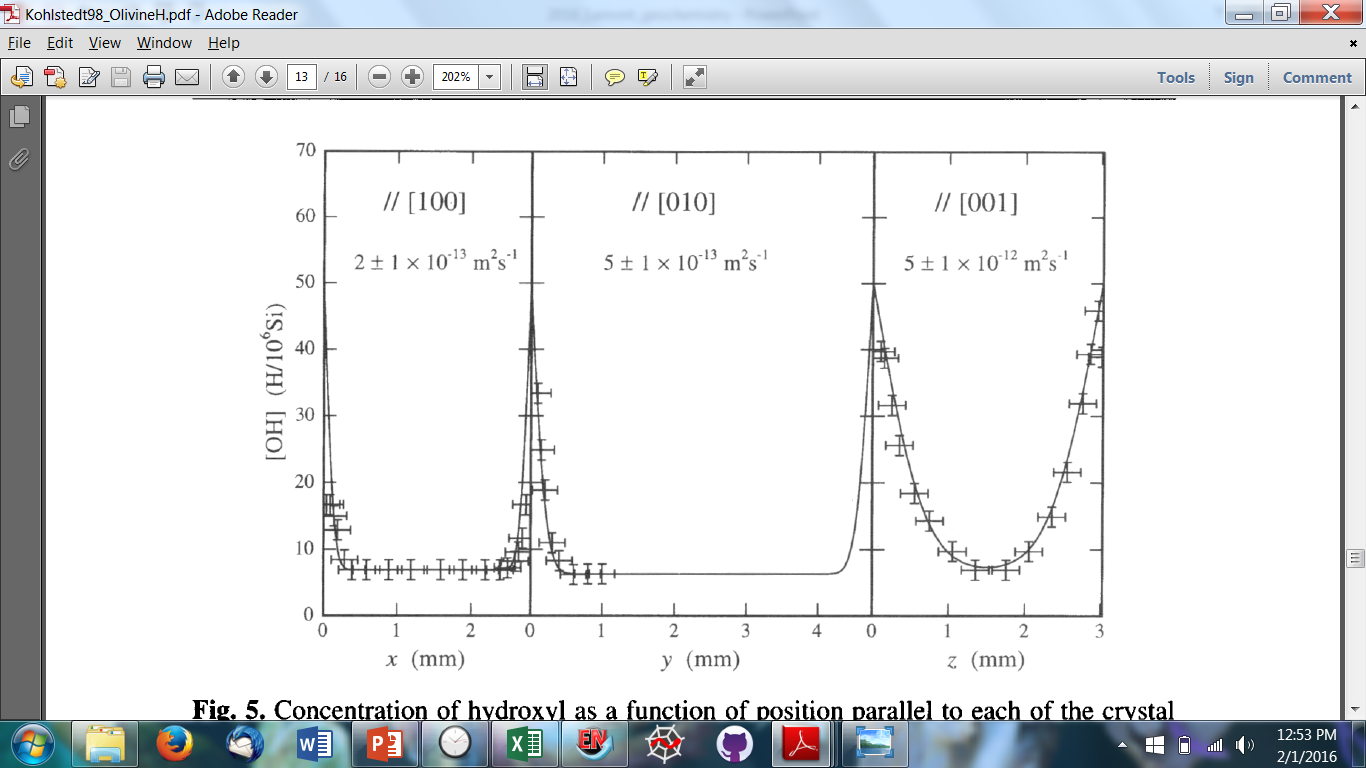 Kohlstedt98_OlivineH.pdf - Adobe Reader
File Edit View Window Help
13 / 16 202% Tools Sign Comment
70
60
50
40
30
20
10
0
[OH] (H/10⁶Si)
// [100] // [010] // [001]
2 ± 1 × 10⁻¹³ m²s⁻¹ 5 ± 1 × 10⁻¹³ m²s⁻¹ 5 ± 1 × 10⁻¹² m²s⁻¹
0 1 2 0 1 2 3 4 0 1 2 3
x (mm) y (mm) z (mm)
Fig. 5. Concentration of hydroxyl as a function of position parallel to each of the crystal
12:53 PM
2/1/2016